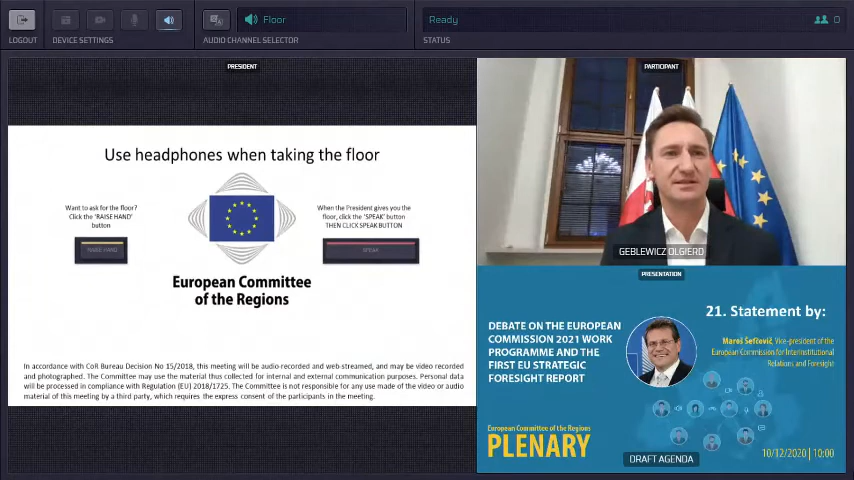 Floor
Ready
0
LOGOUT
DEVICE SETTINGS
AUDIO CHANNEL SELECTOR
STATUS
PRESIDENT
Use headphones when taking the floor
Want to ask for the floor?
Click the 'RAISE HAND'
button
RAISE HAND
When the President gives you the
floor, click the 'SPEAK' button
THEN CLICK SPEAK BUTTON
SPEAK
European Committee
of the Regions
In accordance with CoR Bureau Decision No 15/2018, this meeting will be audio-recorded and web-streamed, and may be video recorded
and photographed. The Committee may use the material thus collected for internal and external communication purposes. Personal data
will be processed in compliance with Regulation (EU) 2018/1725. The Committee is not responsible for any use made of the video or audio
material of this meeting by a third party, which requires the express consent of the participants in the meeting.
PARTICIPANT
GEBLEWICZ OLGIERD
PRESENTATION
DEBATE ON THE EUROPEAN
COMMISSION 2021 WORK
PROGRAMME AND THE
FIRST EU STRATEGIC
FORESIGHT REPORT
21. Statement by:
Maroš Šefčovič, Vice-president of the
European Commission for Interinstitutional
Relations and Foresight
European Committee of the Regions
PLENARY
DRAFT AGENDA
10/12/2020 | 10:00